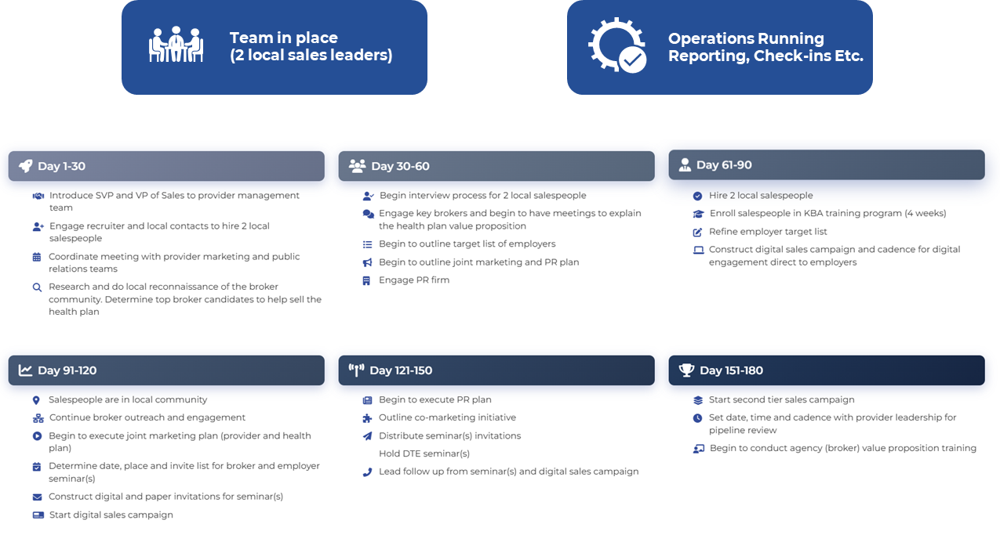 Team in place
(2 local sales leaders)
Operations Running
Reporting, Check-ins Etc.
Day 1-30
Introduce SVP and VP of Sales to provider management
team
Engage recruiter and local contacts to hire 2 local
salespeople
Coordinate meeting with provider marketing and public
relations teams
Research and do local reconnaissance of the broker
community. Determine top broker candidates to help sell the
health plan
Day 30-60
Begin interview process for 2 local salespeople
Engage key brokers and begin to have meetings to explain
the health plan value proposition
Begin to outline target list of employers
Begin to outline joint marketing and PR plan
Engage PR firm
Day 61-90
Hire 2 local salespeople
Enroll salespeople in KBA training program (4 weeks)
Refine employer target list
Construct digital sales campaign and cadence for digital
engagement direct to employers
Day 91-120
Salespeople are in local community
Continue broker outreach and engagement
Begin to execute joint marketing plan (provider and health
plan)
Determine date, place and invite list for broker and employer
seminar(s)
Construct digital and paper invitations for seminar(s)
Start digital sales campaign
Day 121-150
Begin to execute PR plan
Outline co-marketing initiative
Distribute seminar(s) invitations
Hold DTE seminar(s)
Lead follow up from seminar(s) and digital sales campaign
Day 151-180
Start second tier sales campaign
Set date, time and cadence with provider leadership for
pipeline review
Begin to conduct agency (broker) value proposition training